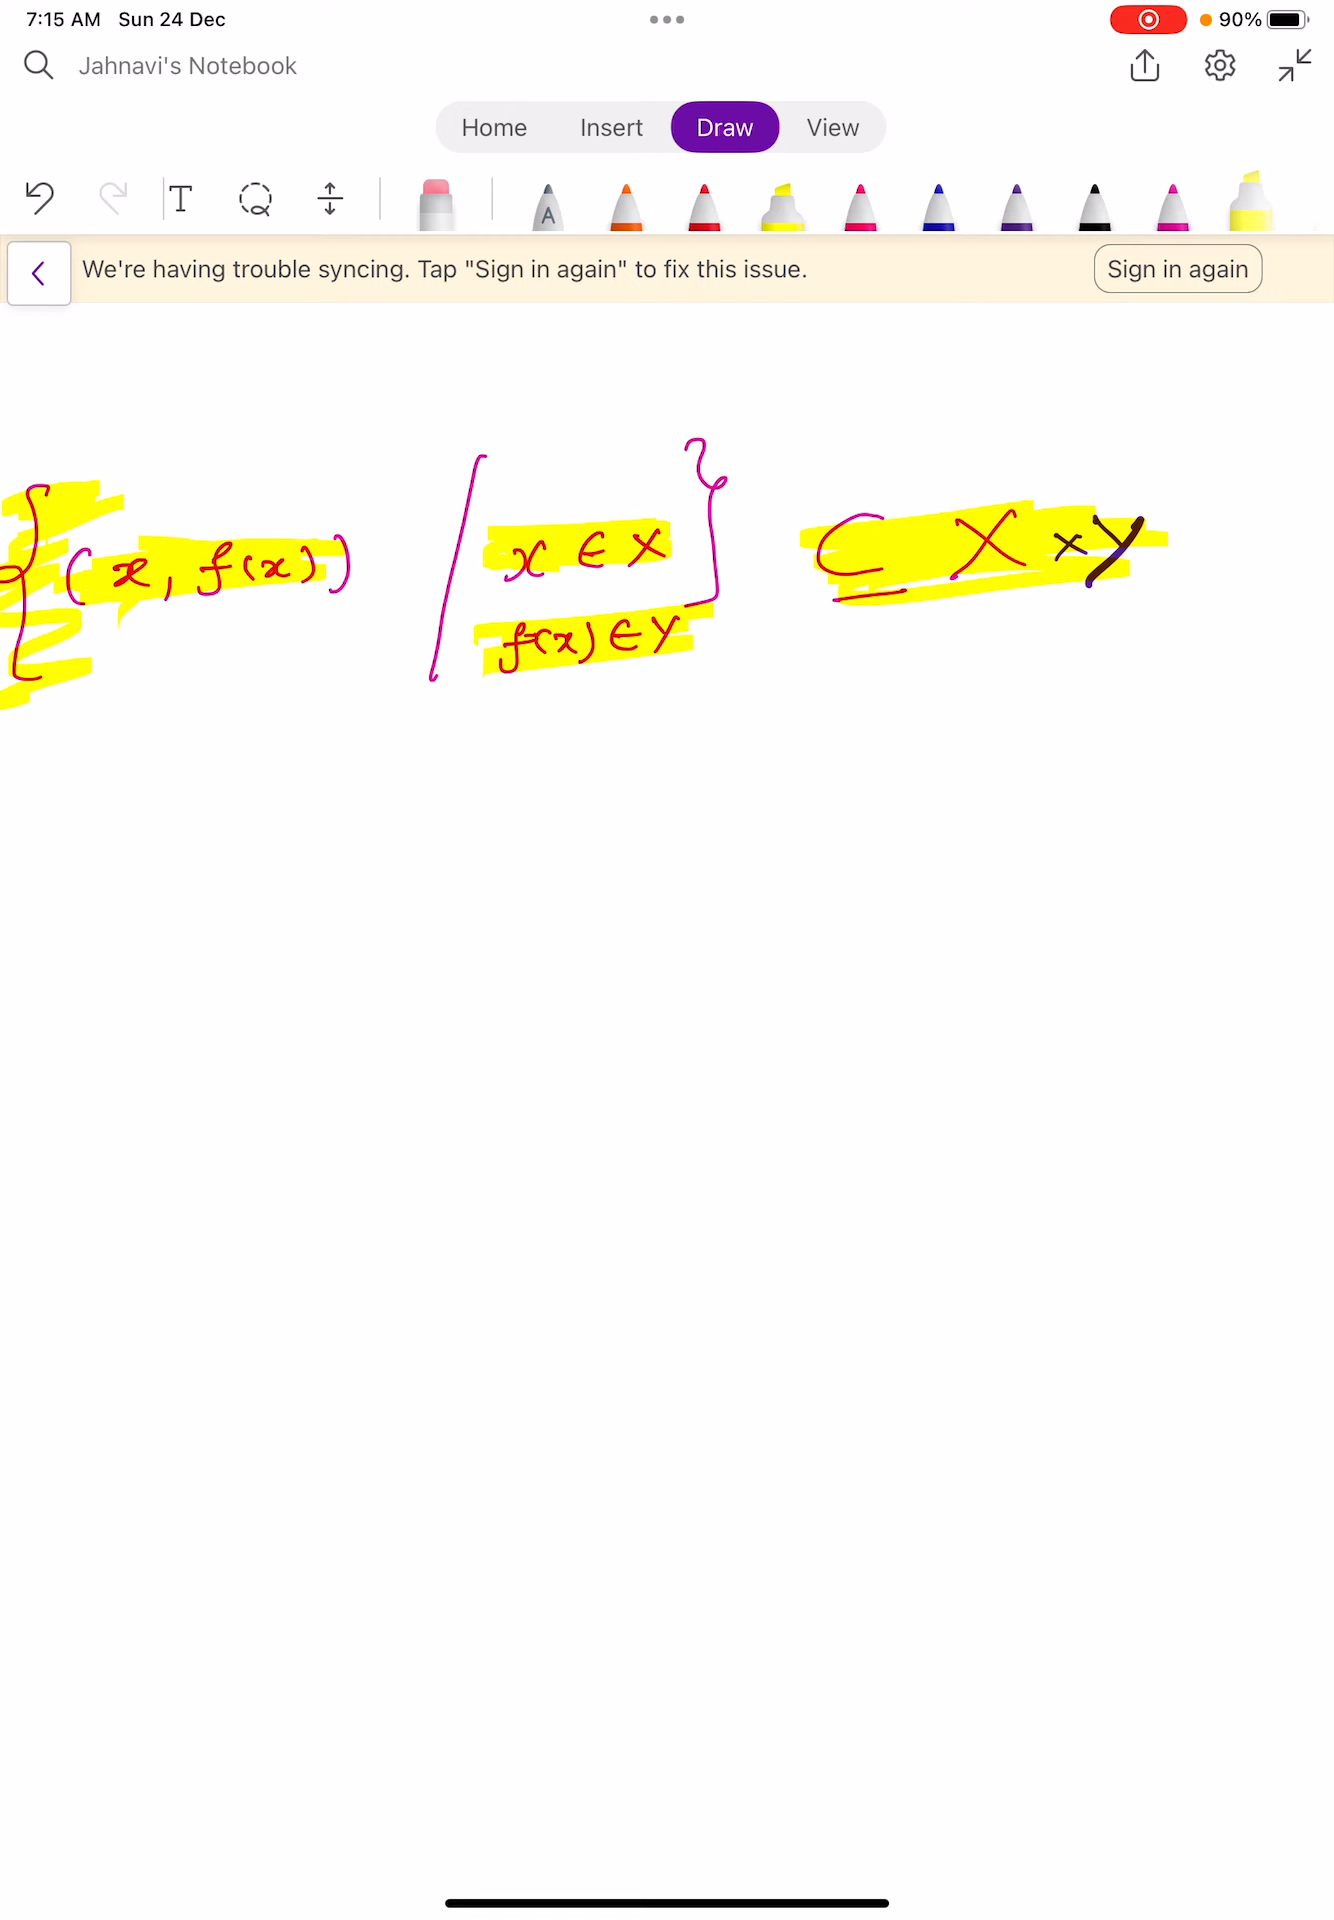 7:15 AM Sun 24 Dec
90%
Jahnavi's Notebook
Home Insert Draw View
T A
We're having trouble syncing. Tap "Sign in again" to fix this issue. Sign in again
{ (x, f(x)) / x ∈ X } ⊆ X × Y
f(x) ∈ Y